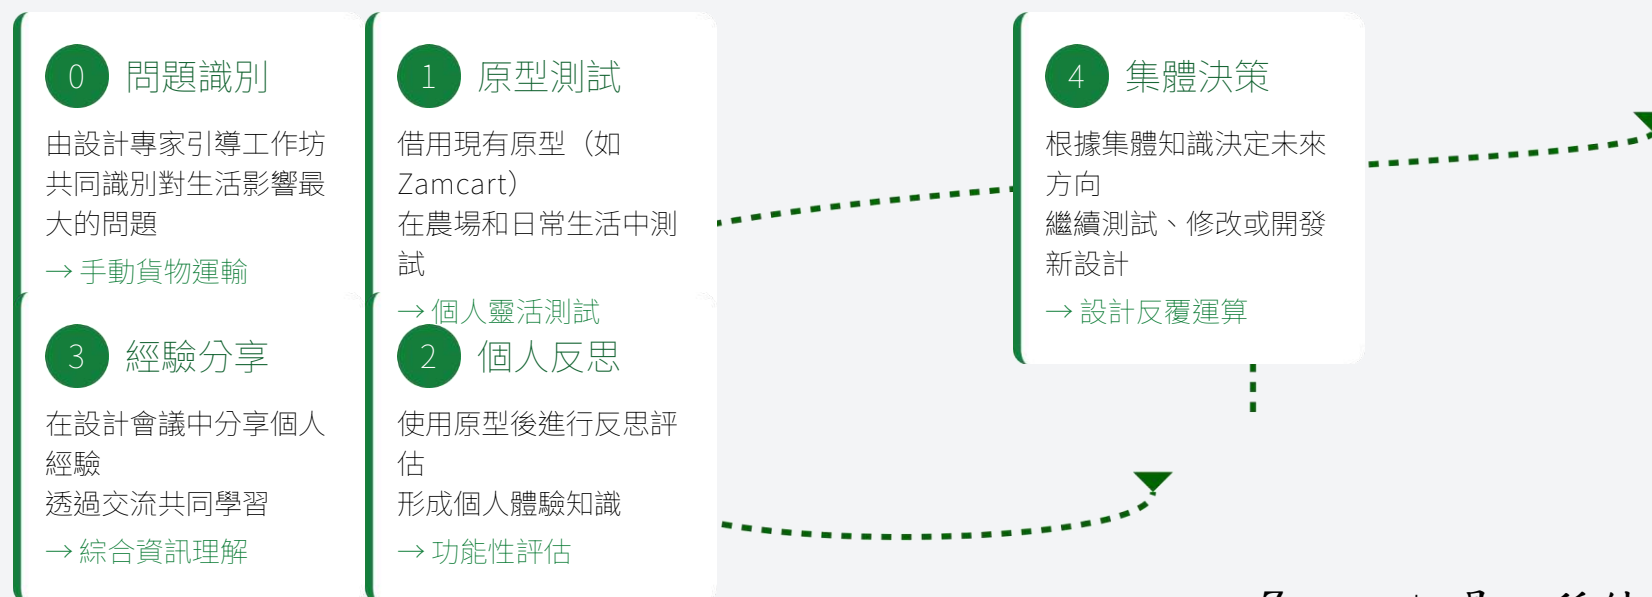 0 問題識別
由設計專家引導工作坊
共同識別對生活影響最
大的問題
→ 手動貨物運輸
1 原型測試
借用現有原型（如
Zamcart）
在農場和日常生活中測
試
→ 個人靈活測試
4 集體決策
根據集體知識決定未來
方向
繼續測試、修改或開發
新設計
→ 設計反覆運算
3 經驗分享
在設計會議中分享個人
經驗
透過交流共同學習
→ 綜合資訊理解
2 個人反思
使用原型後進行反思評
估
形成個人體驗知識
→ 功能性評估